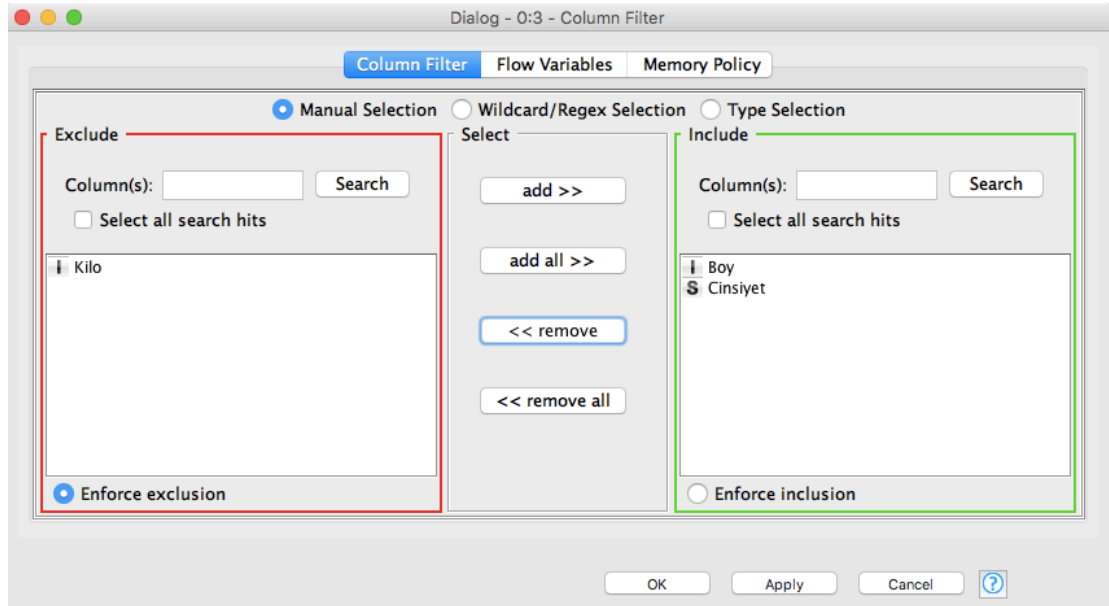 Dialog - 0:3 - Column Filter
Column Filter Flow Variables Memory Policy
Manual Selection Wildcard/Regex Selection Type Selection
Exclude
Column(s): Search
Select all search hits
I Kilo
Enforce exclusion
Select
add >>
add all >>
<< remove
<< remove all
Include
Column(s): Search
Select all search hits
I Boy
S Cinsiyet
Enforce inclusion
OK Apply Cancel ?